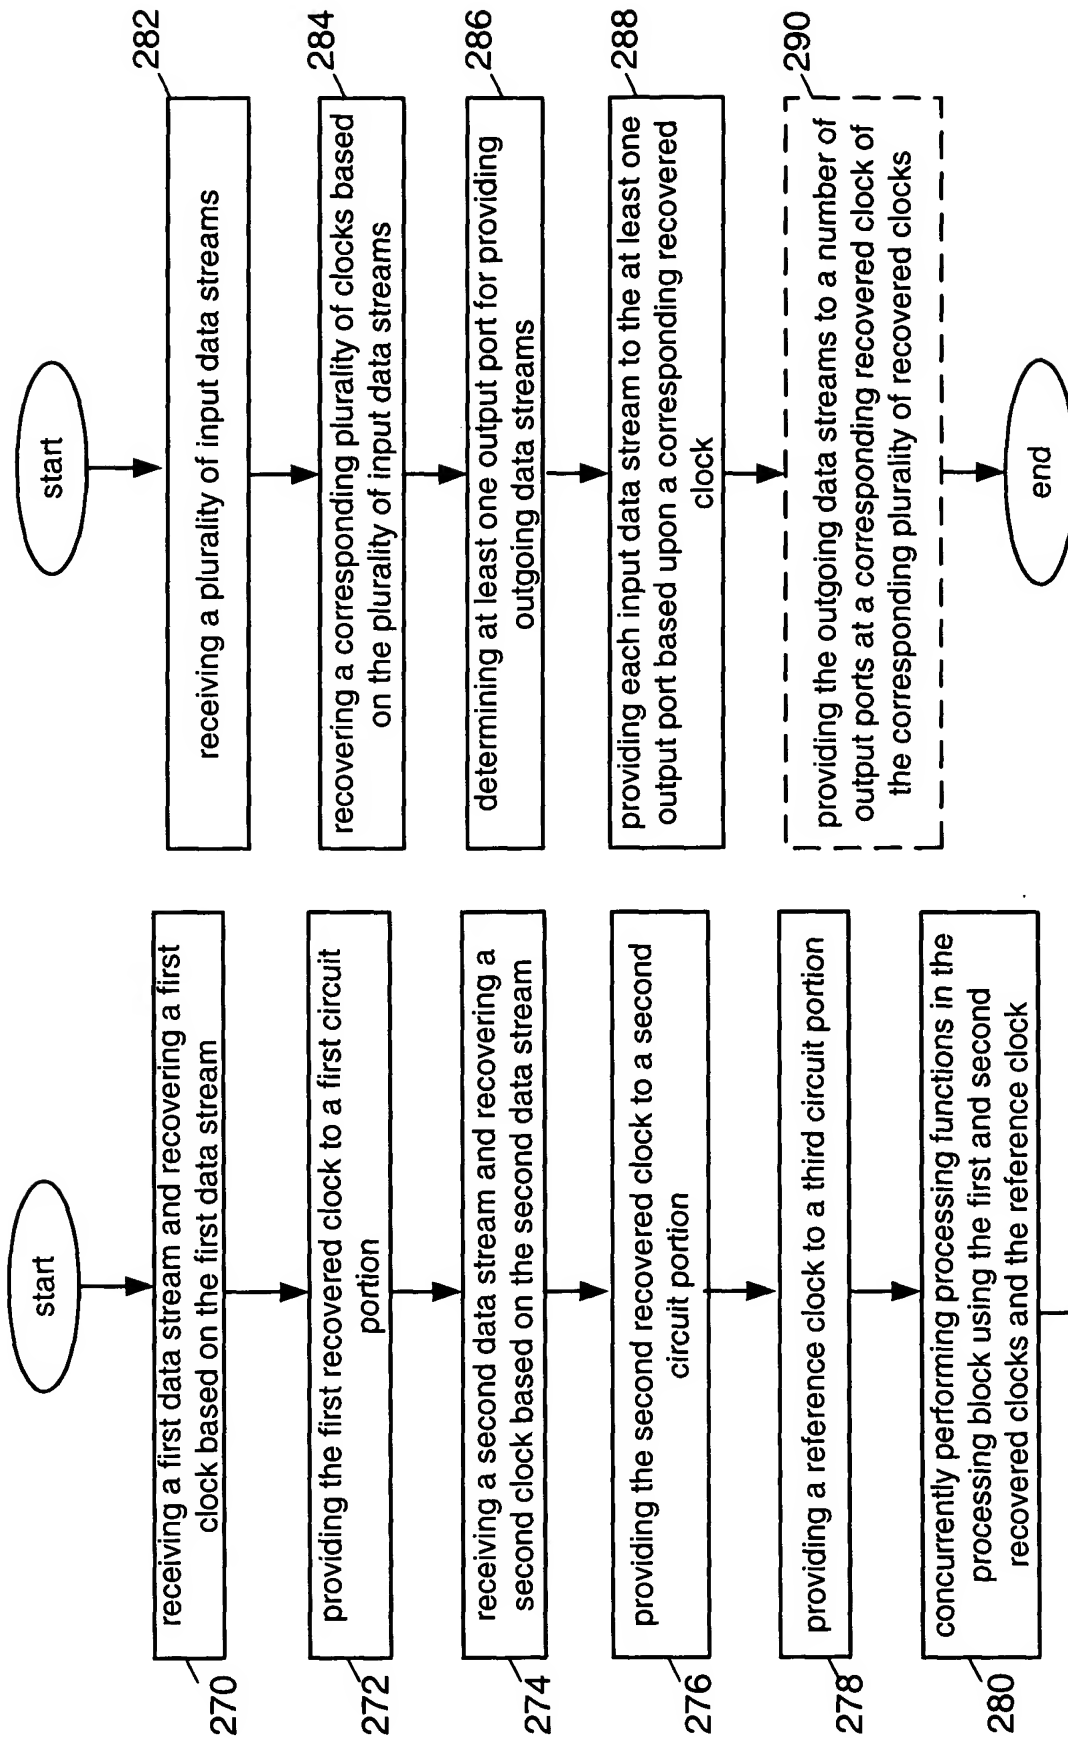 start
receiving a first data stream and recovering a first
clock based on the first data stream
270
providing the first recovered clock to a first circuit
portion
272
receiving a second data stream and recovering a
second clock based on the second data stream
274
providing the second recovered clock to a second
circuit portion
276
providing a reference clock to a third circuit portion
278
concurrently performing processing functions in the
processing block using the first and second
recovered clocks and the reference clock
280
start
receiving a plurality of input data streams
282
recovering a corresponding plurality of clocks based
on the plurality of input data streams
284
determining at least one output port for providing
outgoing data streams
286
providing each input data stream to the at least one
output port based upon a corresponding recovered
clock
288
providing the outgoing data streams to a number of
output ports at a corresponding recovered clock of
the corresponding plurality of recovered clocks
290
end